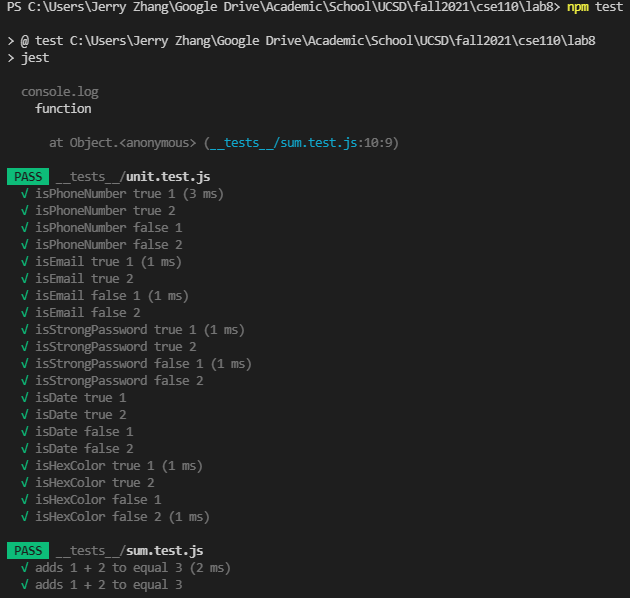 PS C:\Users\Jerry Zhang\Google Drive\Academic\School\UCSD\fall2021\cse110\lab8> npm test
> @ test C:\Users\Jerry Zhang\Google Drive\Academic\School\UCSD\fall2021\cse110\lab8
> jest
console.log
function
at Object.<anonymous> (__tests__/sum.test.js:10:9)
PASS __tests__/unit.test.js
√ isPhoneNumber true 1 (3 ms)
√ isPhoneNumber true 2
√ isPhoneNumber false 1
√ isPhoneNumber false 2
√ isEmail true 1 (1 ms)
√ isEmail true 2
√ isEmail false 1 (1 ms)
√ isEmail false 2
√ isStrongPassword true 1 (1 ms)
√ isStrongPassword true 2
√ isStrongPassword false 1 (1 ms)
√ isStrongPassword false 2
√ isDate true 1
√ isDate true 2
√ isDate false 1
√ isDate false 2
√ isHexColor true 1 (1 ms)
√ isHexColor true 2
√ isHexColor false 1
√ isHexColor false 2 (1 ms)
PASS __tests__/sum.test.js
√ adds 1 + 2 to equal 3 (2 ms)
√ adds 1 + 2 to equal 3